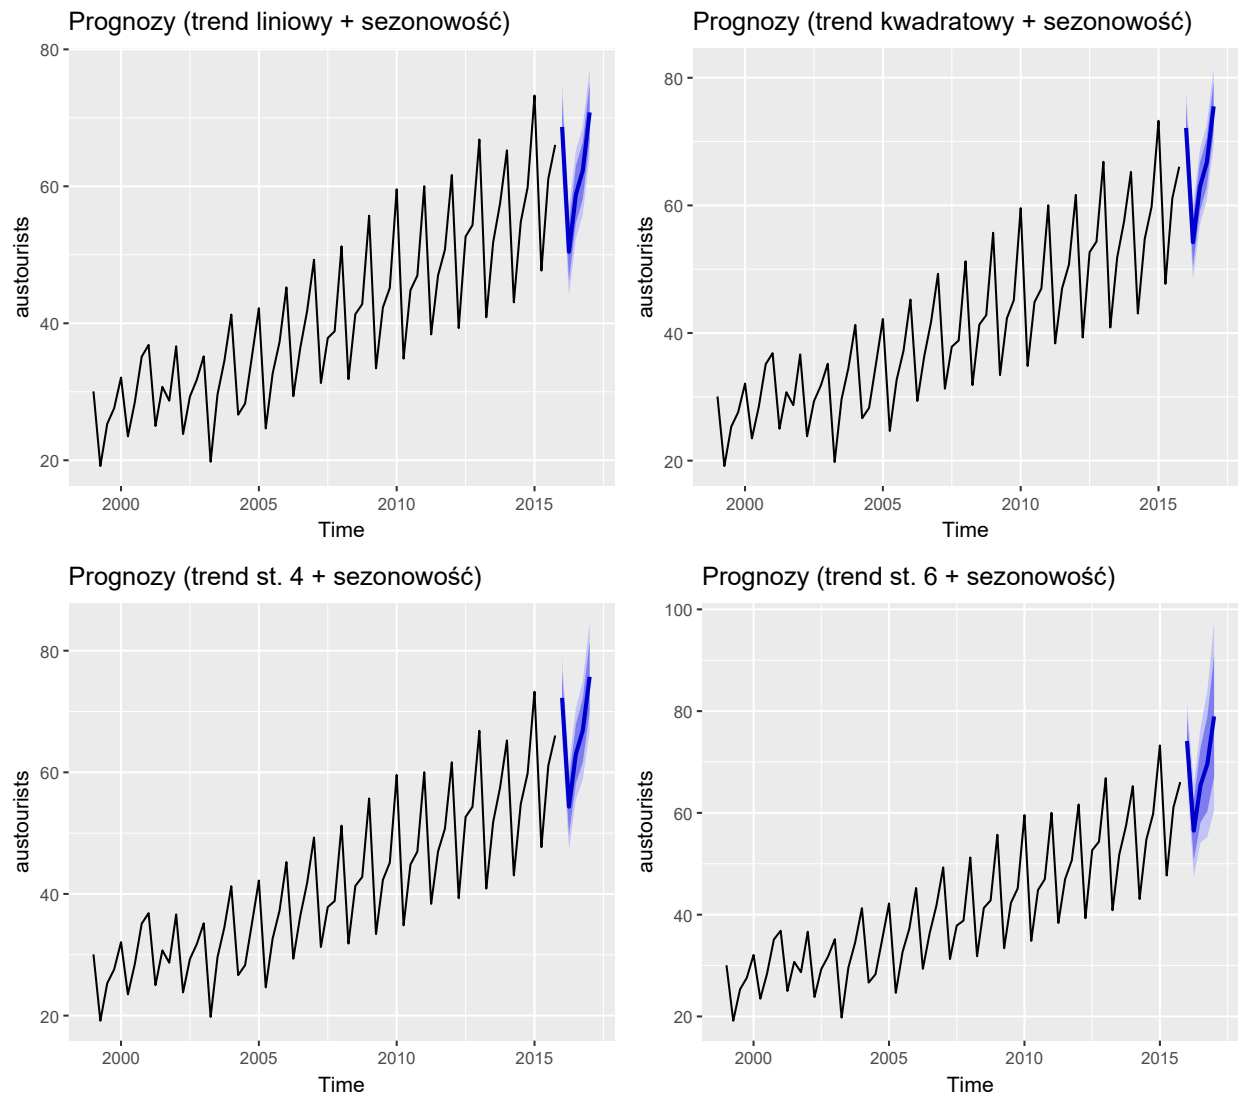 Prognozy (trend liniowy + sezonowość)
80
60
40
20
austourists
2000 2005 2010 2015
Time
Prognozy (trend kwadratowy + sezonowość)
80
60
40
20
austourists
2000 2005 2010 2015
Time
Prognozy (trend st. 4 + sezonowość)
80
60
40
20
austourists
2000 2005 2010 2015
Time
Prognozy (trend st. 6 + sezonowość)
100
80
60
40
20
austourists
2000 2005 2010 2015
Time